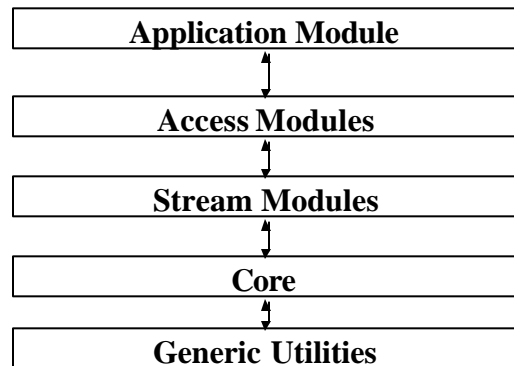 Application Module
Access Modules
Stream Modules
Core
Generic Utilities